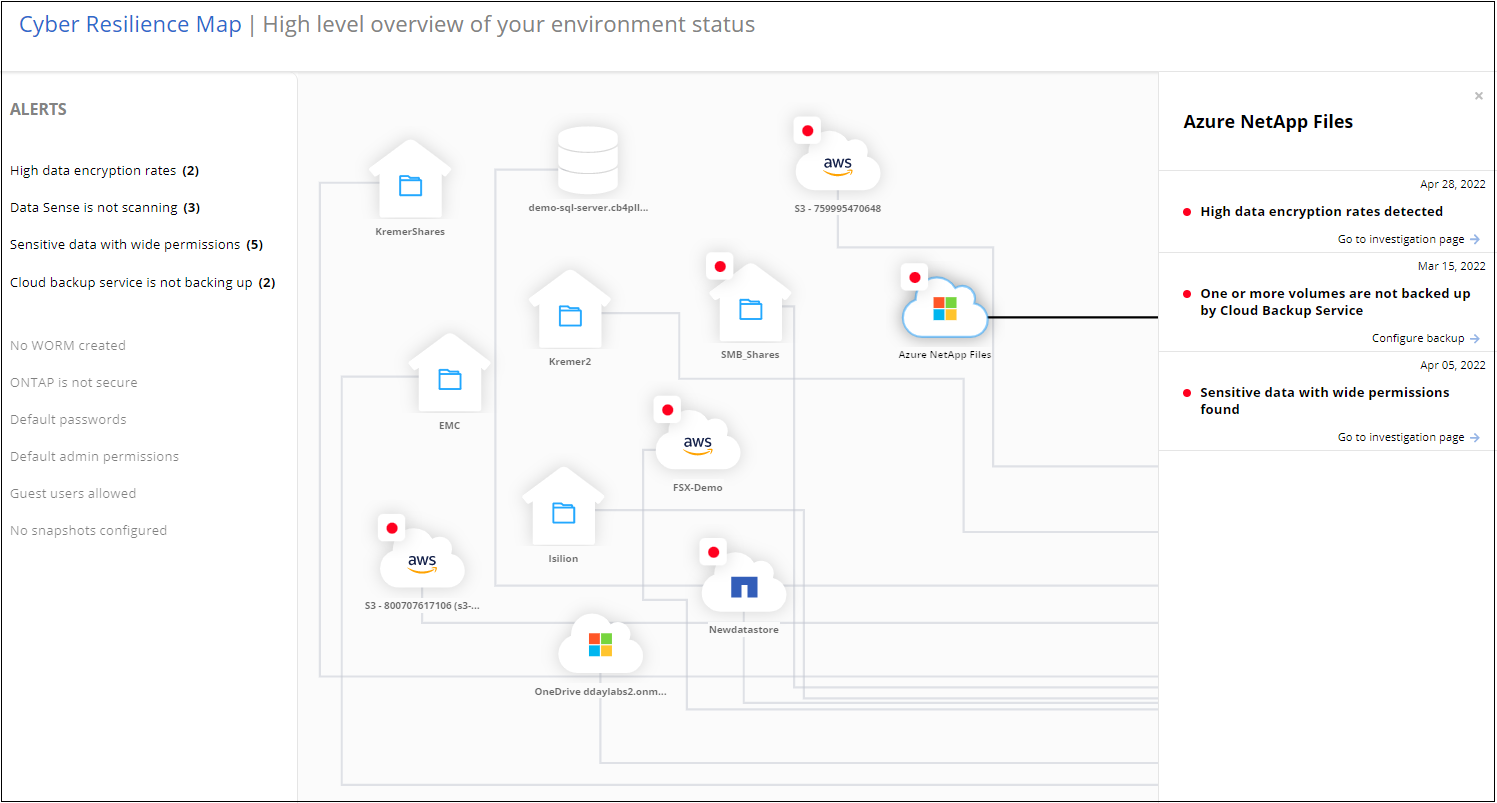 Cyber Resilience Map | High level overview of your environment status
ALERTS
High data encryption rates (2)
Data Sense is not scanning (3)
Sensitive data with wide permissions (5)
Cloud backup service is not backing up (2)
No WORM created
ONTAP is not secure
Default passwords
Default admin permissions
Guest users allowed
No snapshots configured
KremerShares
demo-sql-server.cb4pll...
aws
S3 - 759995470648
Kremer2
SMB_Shares
Azure NetApp Files
EMC
aws
FSX-Demo
Isilion
aws
S3 - 800707617106 (s3-...
Newdatastore
OneDrive ddaylabs2.onm...
×
Azure NetApp Files
Apr 28, 2022
High data encryption rates detected
Go to investigation page →
Mar 15, 2022
One or more volumes are not backed up
by Cloud Backup Service
Configure backup →
Apr 05, 2022
Sensitive data with wide permissions
found
Go to investigation page →